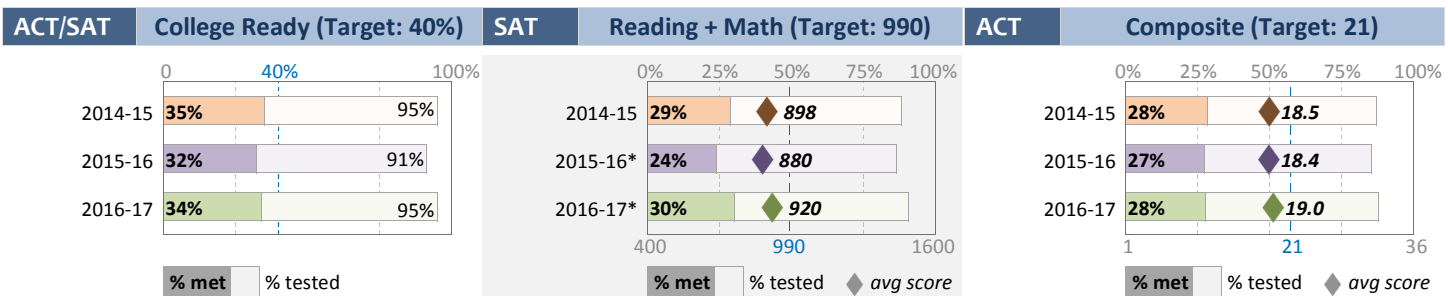 ACT/SAT College Ready (Target: 40%) SAT Reading + Math (Target: 990) ACT Composite (Target: 21)
0 40% 100%
2014-15 35% 95%
2015-16 32% 91%
2016-17 34% 95%
% met % tested
0% 25% 50% 75% 100%
2014-15 29% 898
2015-16* 24% 880
2016-17* 30% 920
400 990 1600
% met % tested avg score
0% 25% 50% 75% 100%
2014-15 28% 18.5
2015-16 27% 18.4
2016-17 28% 19.0
1 21 36
% met % tested avg score